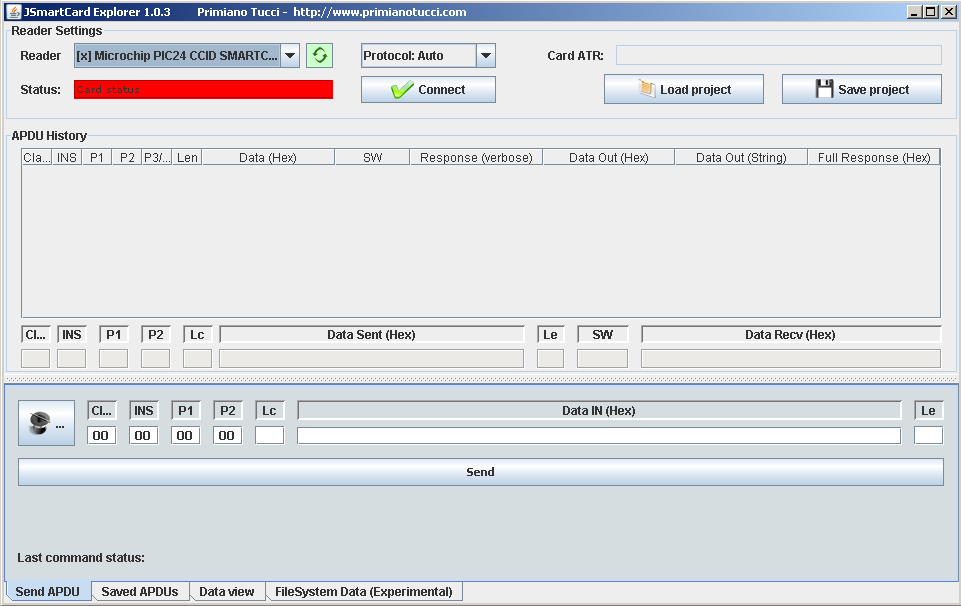 JSmartCard Explorer 1.0.3 Primiano Tucci - http://www.primianotucci.com
Reader Settings
Reader [x] Microchip PIC24 CCID SMARTC... Protocol: Auto Card ATR:
Status: Card status Connect Load project Save project
APDU History
Cla... INS P1 P2 P3/... Len Data (Hex) SW Response (verbose) Data Out (Hex) Data Out (String) Full Response (Hex)
Cl... INS P1 P2 Lc Data Sent (Hex) Le SW Data Recv (Hex)
... Cl... INS P1 P2 Lc Data IN (Hex) Le
00 00 00 00
Send
Last command status:
Send APDU Saved APDUs Data view FileSystem Data (Experimental)